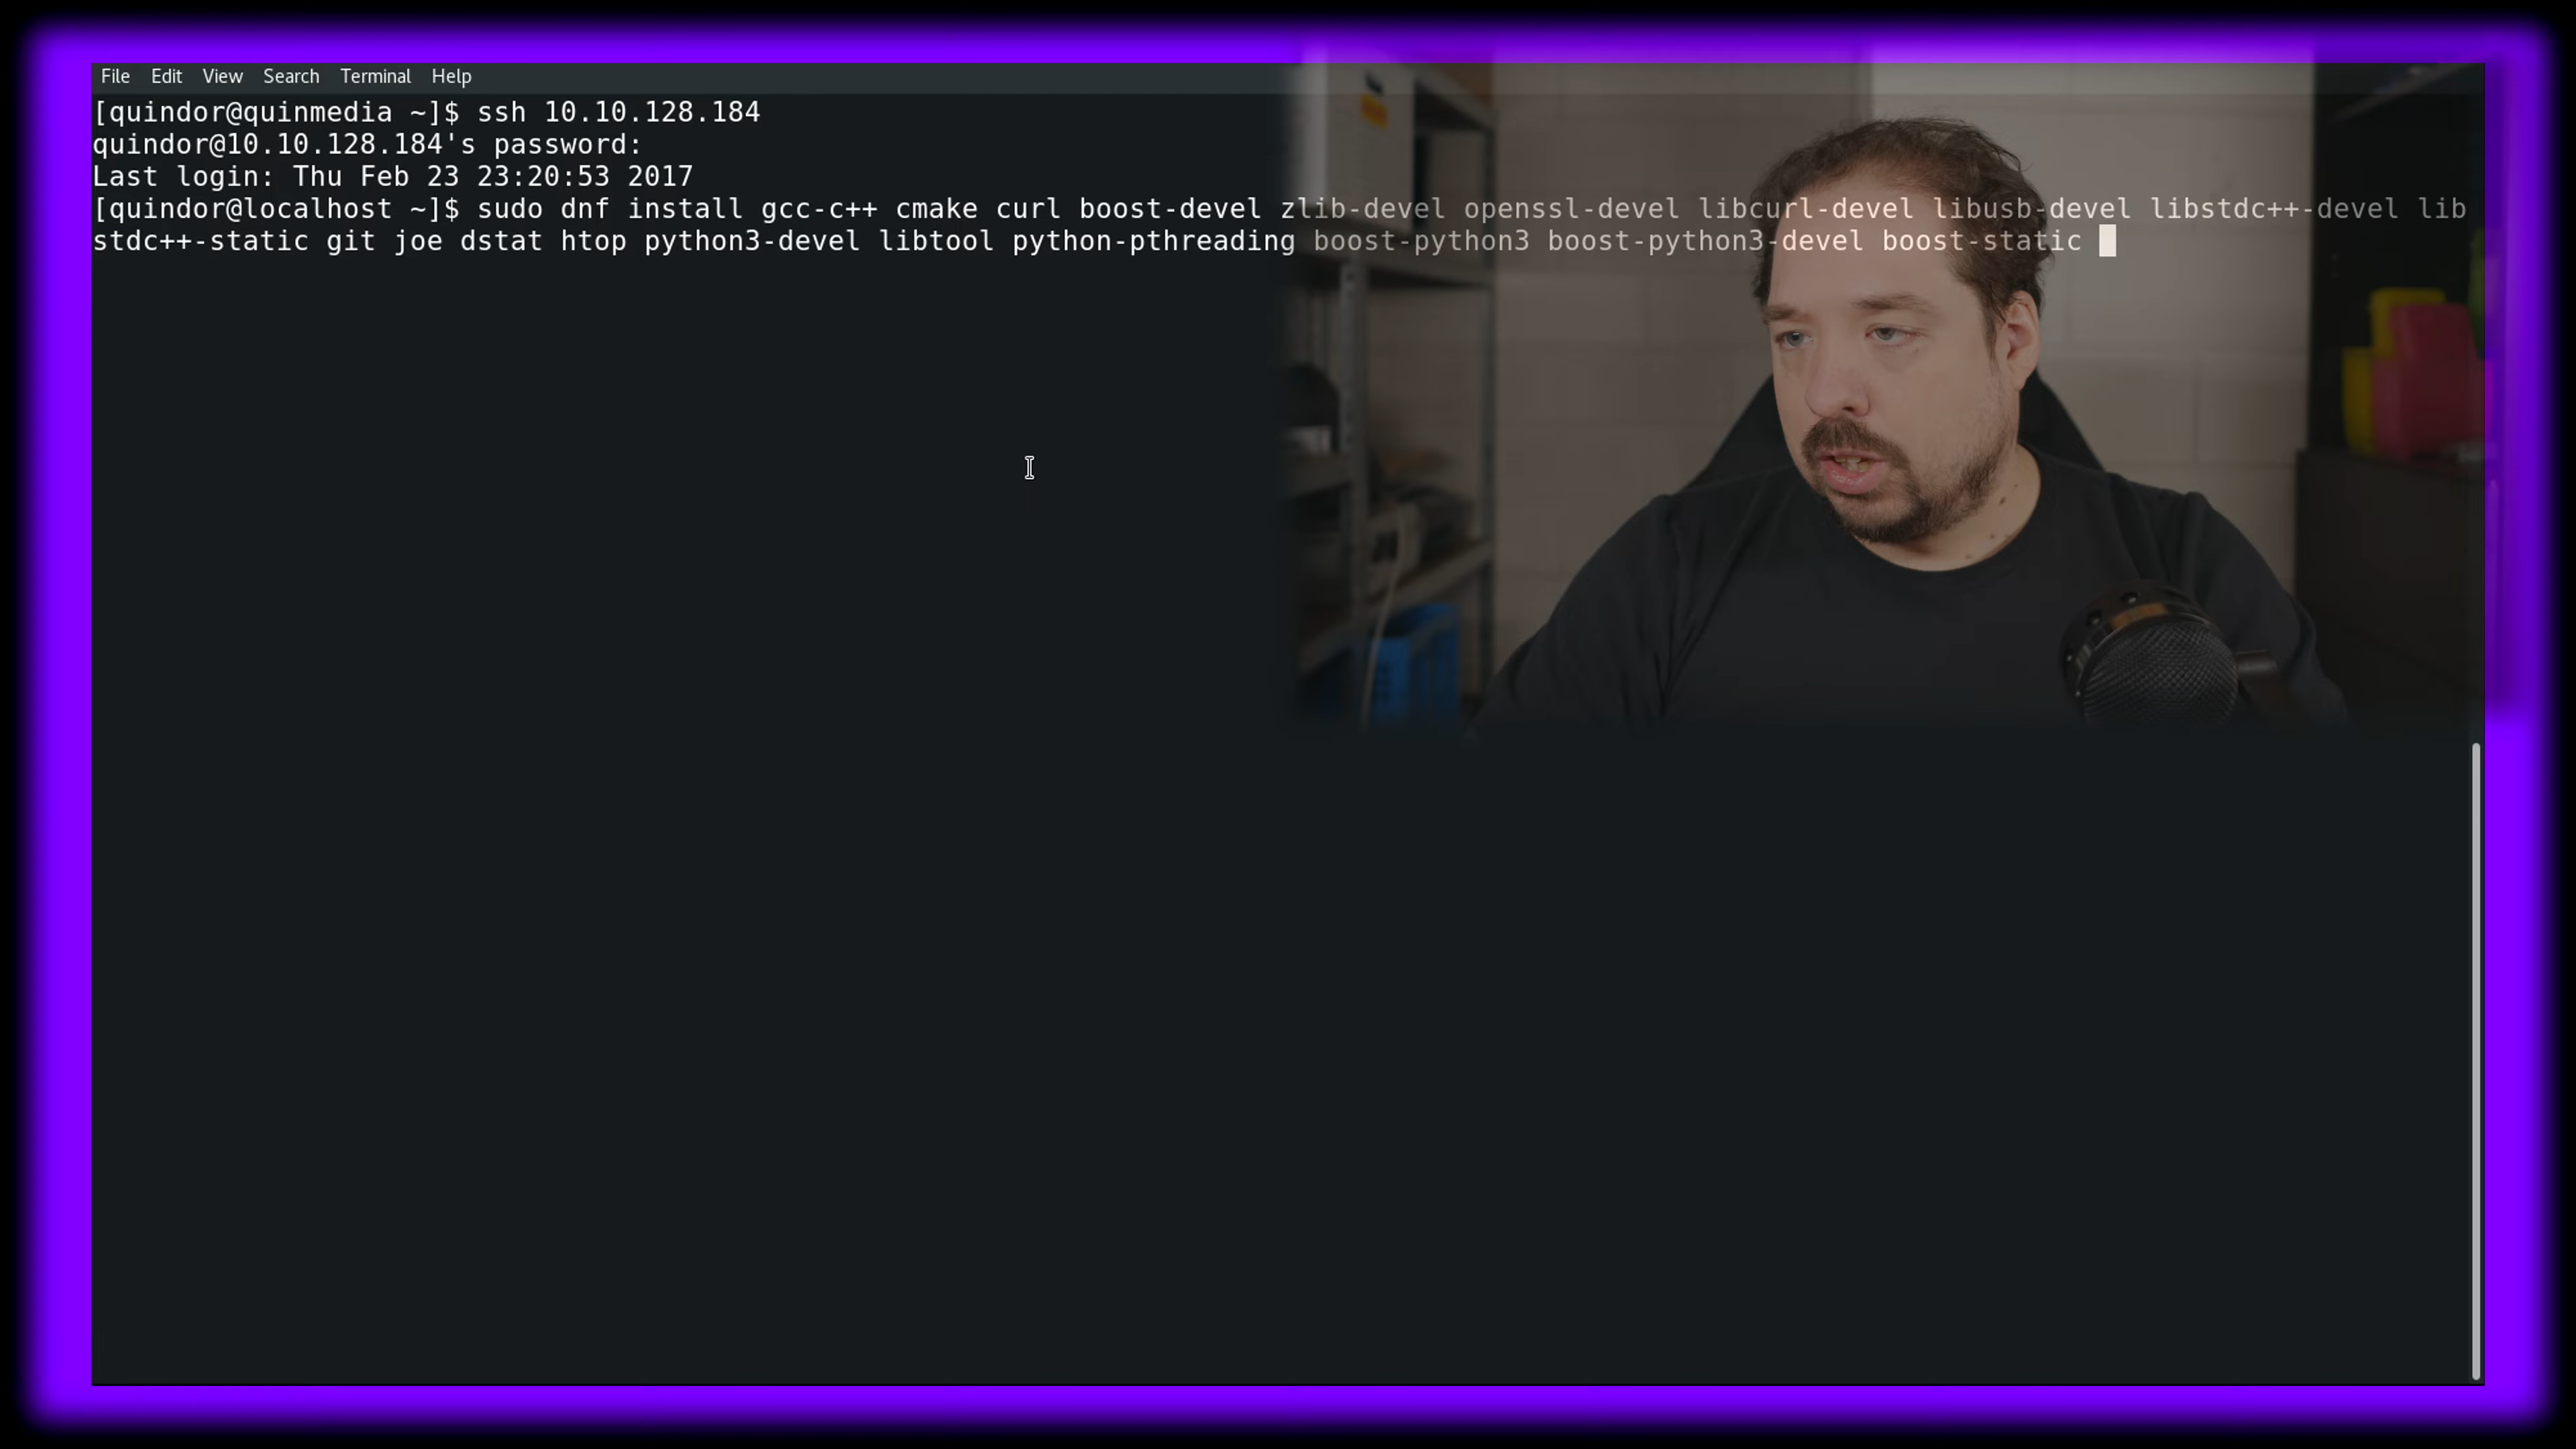 File Edit View Search Terminal Help
[quindor@quinmedia ~]$ ssh 10.10.128.184
quindor@10.10.128.184's password:
Last login: Thu Feb 23 23:20:53 2017
[quindor@localhost ~]$ sudo dnf install gcc-c++ cmake curl boost-devel zlib-devel openssl-devel libcurl-devel libusb-devel libstdc++-devel lib
stdc++-static git joe dstat htop python3-devel libtool python-pthreading boost-python3 boost-python3-devel boost-static